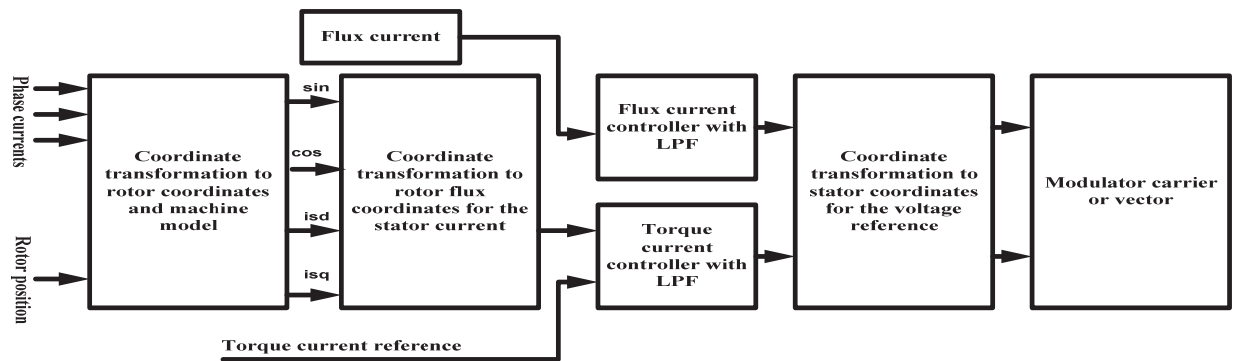 Flux current
Phase currents
Rotor position
Coordinate
transformation to
rotor coordinates
and machine
model
sin
cos
isd
isq
Coordinate
transformation to
rotor flux
coordinates for the
stator current
Flux current
controller with
LPF
Torque
current
controller with
LPF
Coordinate
transformation to
stator coordinates
for the voltage
reference
Modulator carrier
or vector
Torque current reference